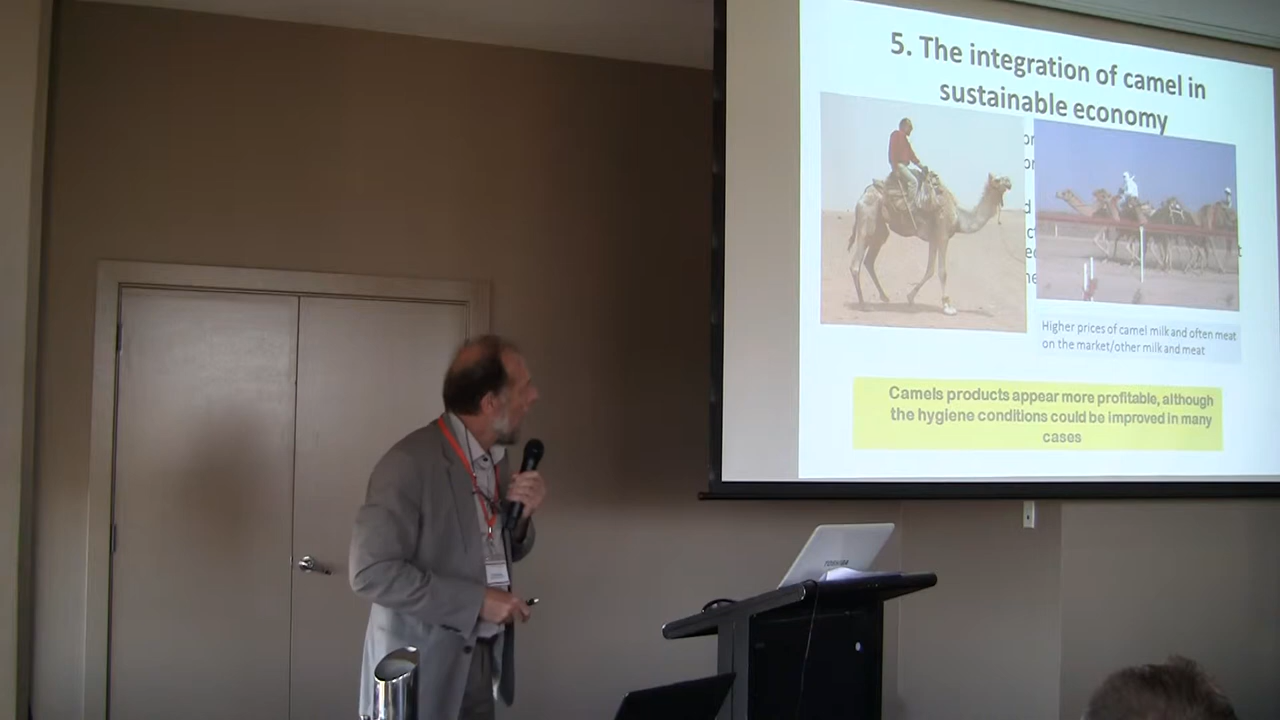 5. The integration of camel in
sustainable economy
Higher prices of camel milk and often meat
on the market/other milk and meat
Camels products appear more profitable, although
the hygiene conditions could be improved in many
cases
TOSHIBA